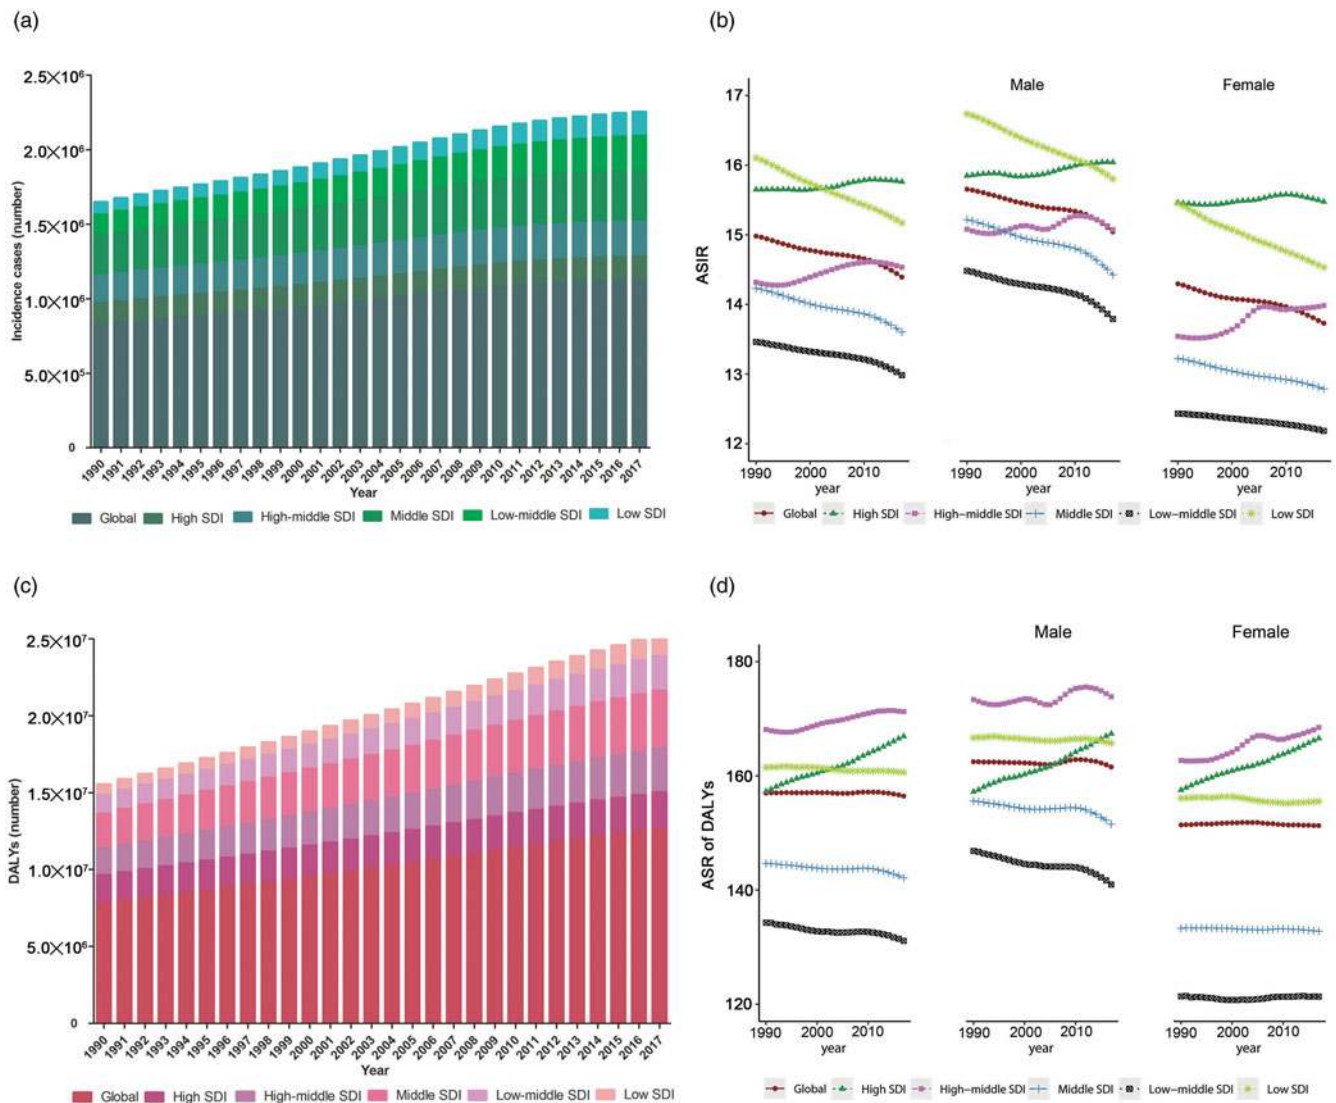 (a)
2.5×10⁶
2.0×10⁶
1.5×10⁶
1.0×10⁶
5.0×10⁵
0
Incidence cases (number)
1990 1991 1992 1993 1994 1995 1996 1997 1998 1999 2000 2001 2002 2003 2004 2005 2006 2007 2008 2009 2010 2011 2012 2013 2014 2015 2016 2017
Year
Global High SDI High-middle SDI Middle SDI Low-middle SDI Low SDI
(b)
Male Female
17
16
15
14
13
12
ASIR
1990 2000 2010 1990 2000 2010 1990 2000 2010
year year year
Global High SDI High-middle SDI Middle SDI Low-middle SDI Low SDI
(c)
2.5×10⁷
2.0×10⁷
1.5×10⁷
1.0×10⁷
5.0×10⁶
0
DALYs (number)
1990 1991 1992 1993 1994 1995 1996 1997 1998 1999 2000 2001 2002 2003 2004 2005 2006 2007 2008 2009 2010 2011 2012 2013 2014 2015 2016 2017
Year
Global High SDI High-middle SDI Middle SDI Low-middle SDI Low SDI
(d)
Male Female
180
160
140
120
ASR of DALYs
1990 2000 2010 1990 2000 2010 1990 2000 2010
year year year
Global High SDI High-middle SDI Middle SDI Low-middle SDI Low SDI